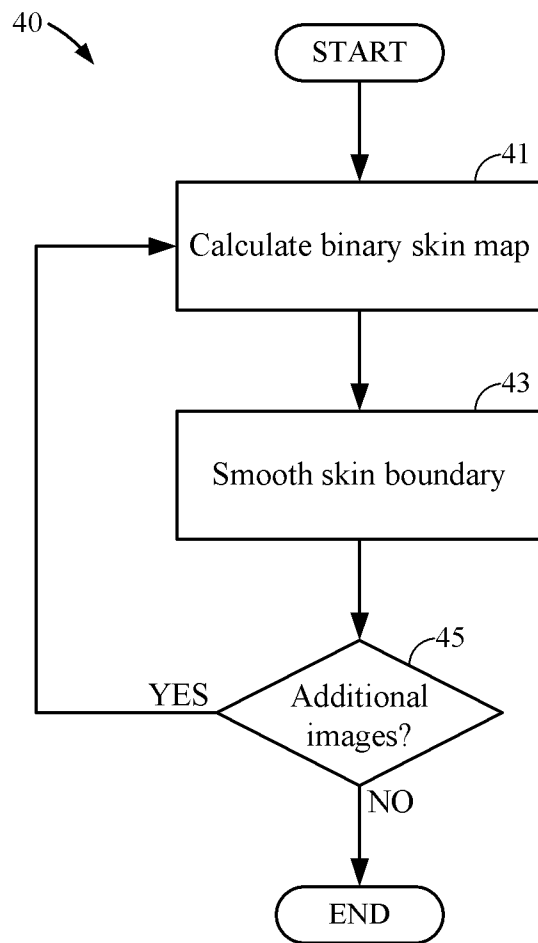 40
START
41
Calculate binary skin map
43
Smooth skin boundary
45
YES
Additional
images?
NO
END